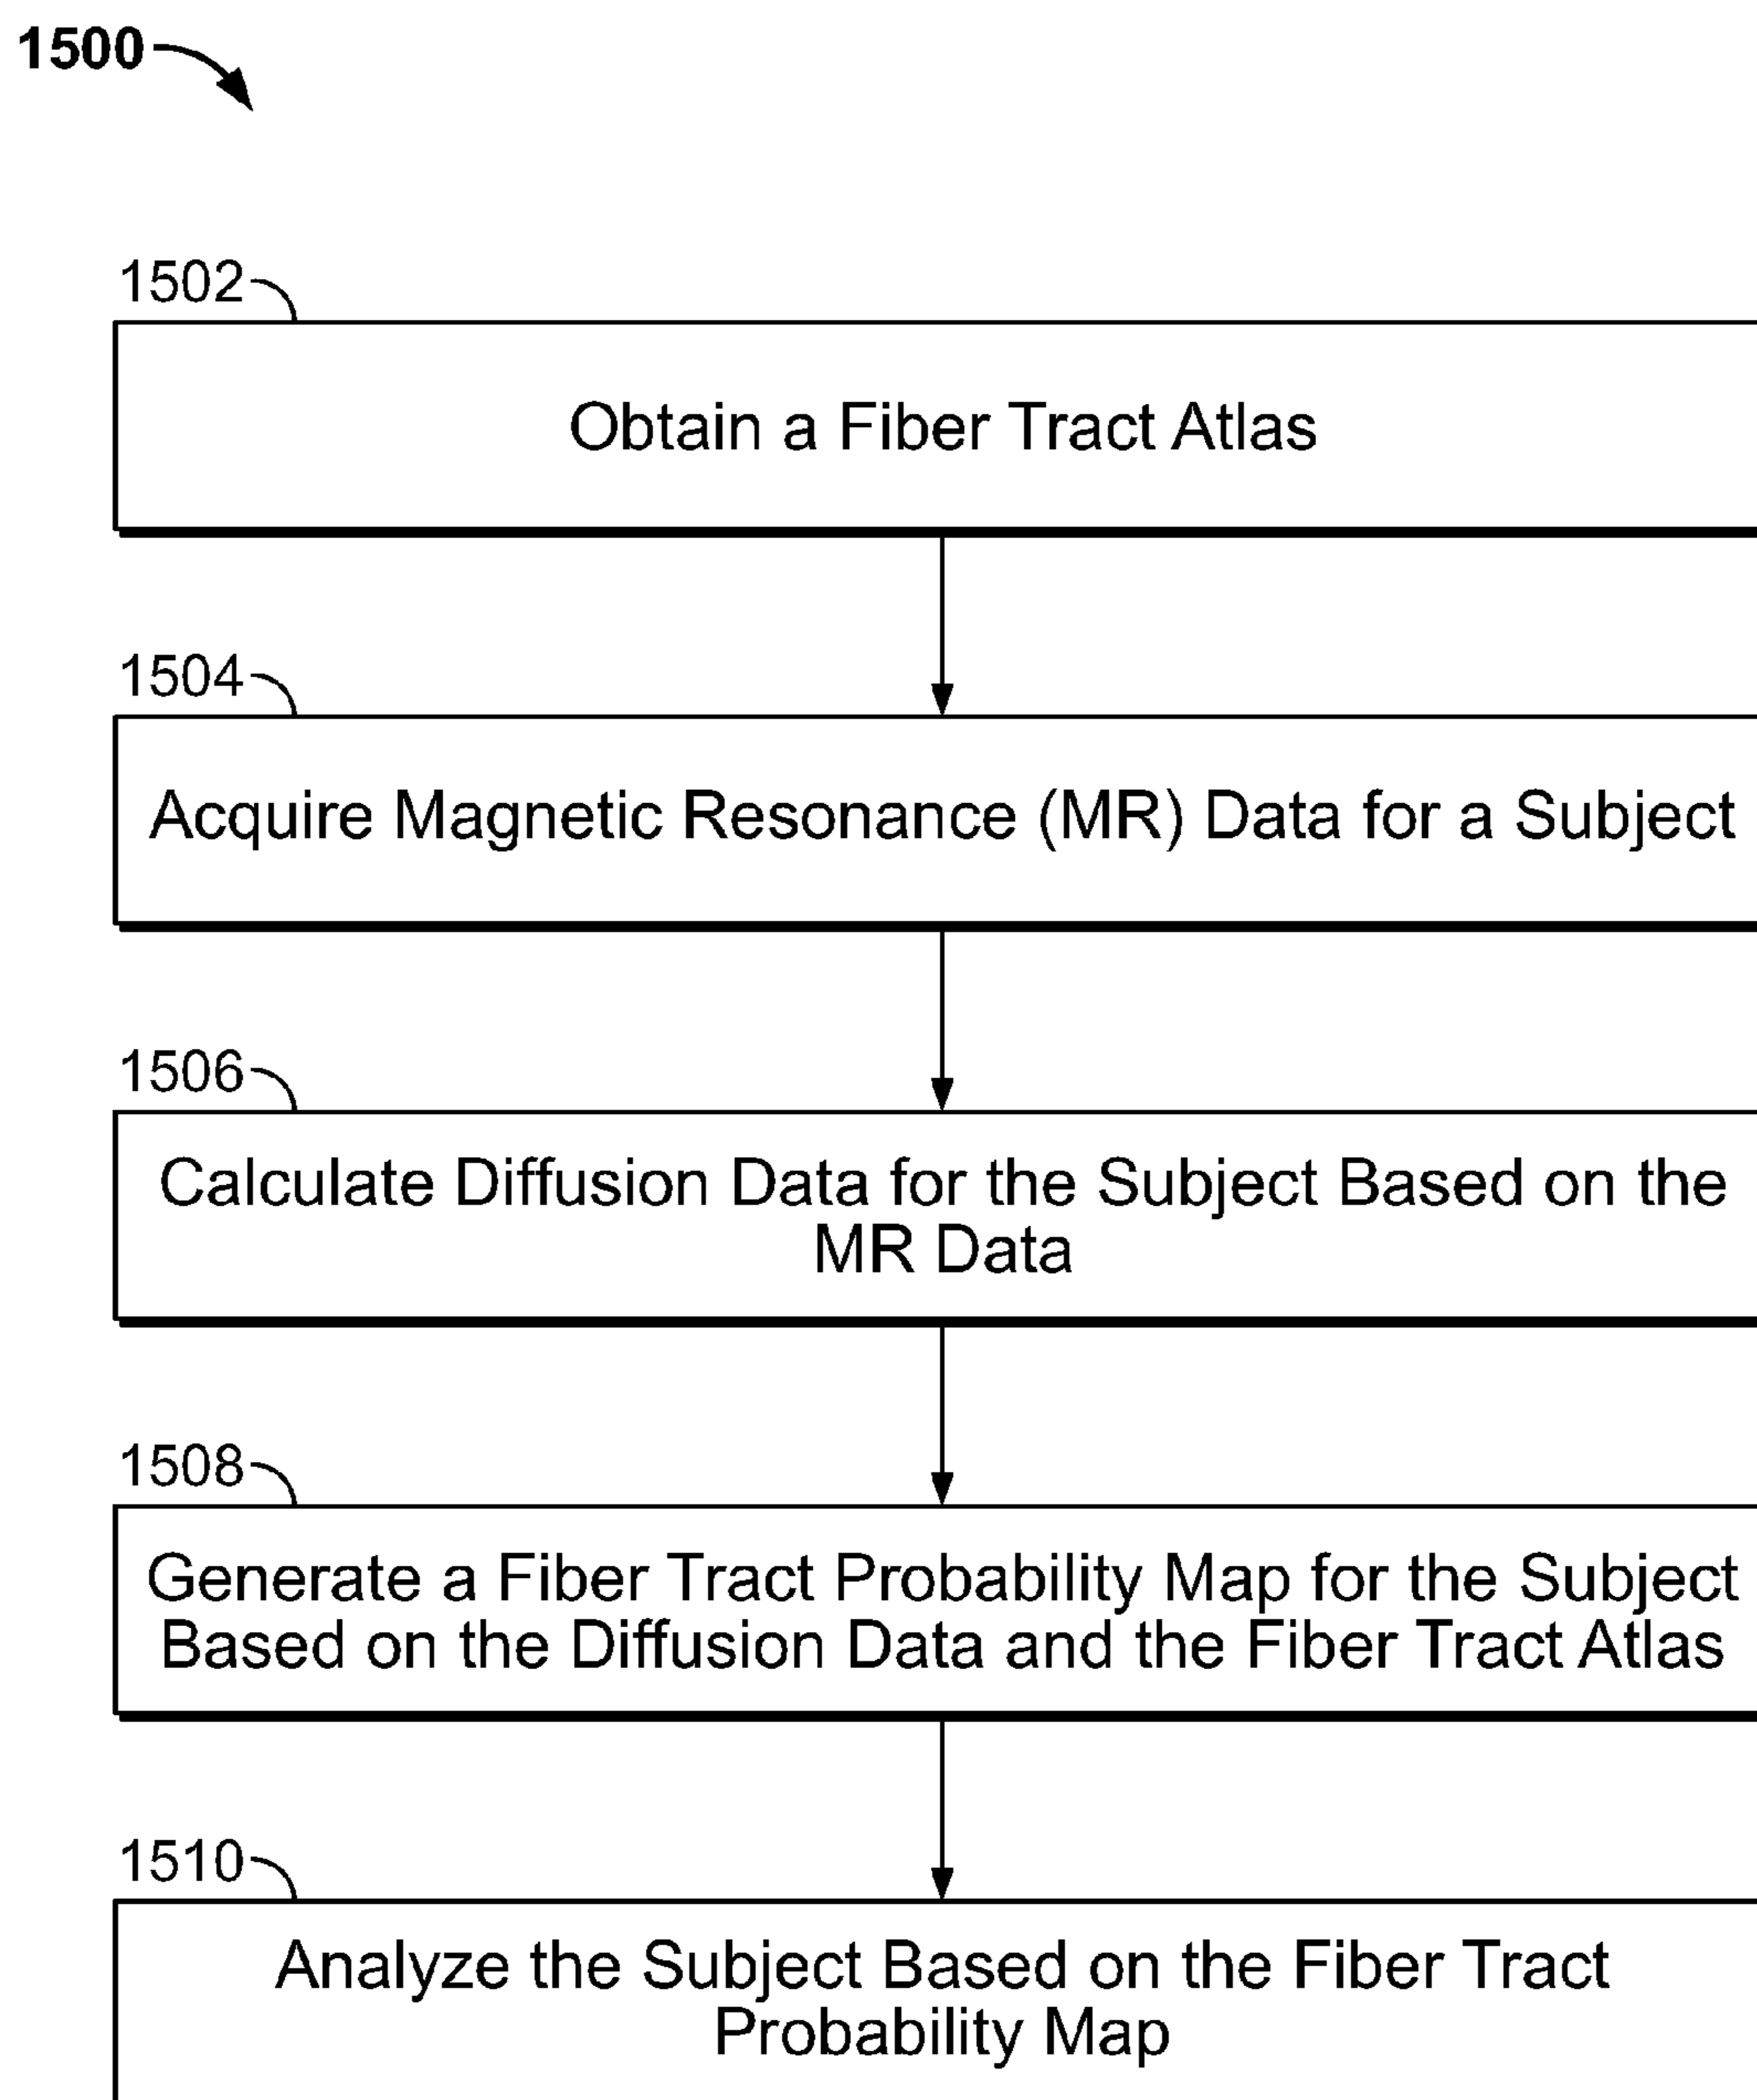 1500
1502
Obtain a Fiber Tract Atlas
1504
Acquire Magnetic Resonance (MR) Data for a Subject
1506
Calculate Diffusion Data for the Subject Based on the
MR Data
1508
Generate a Fiber Tract Probability Map for the Subject
Based on the Diffusion Data and the Fiber Tract Atlas
1510
Analyze the Subject Based on the Fiber Tract
Probability Map